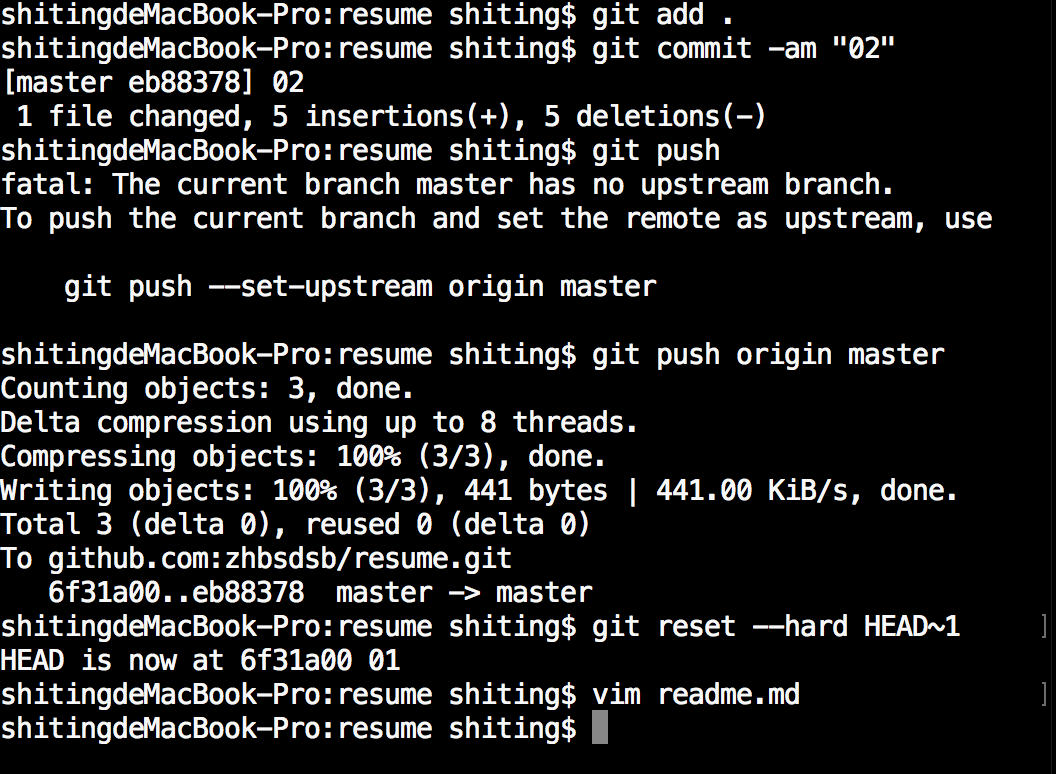 shitingdeMacBook-Pro:resume shiting$ git add .
shitingdeMacBook-Pro:resume shiting$ git commit -am "02"
[master eb88378] 02
 1 file changed, 5 insertions(+), 5 deletions(-)
shitingdeMacBook-Pro:resume shiting$ git push
fatal: The current branch master has no upstream branch.
To push the current branch and set the remote as upstream, use
    git push --set-upstream origin master
shitingdeMacBook-Pro:resume shiting$ git push origin master
Counting objects: 3, done.
Delta compression using up to 8 threads.
Compressing objects: 100% (3/3), done.
Writing objects: 100% (3/3), 441 bytes | 441.00 KiB/s, done.
Total 3 (delta 0), reused 0 (delta 0)
To github.com:zhbsdsb/resume.git
   6f31a00..eb88378  master -> master
shitingdeMacBook-Pro:resume shiting$ git reset --hard HEAD~1 ]
HEAD is now at 6f31a00 01
shitingdeMacBook-Pro:resume shiting$ vim readme.md ]
shitingdeMacBook-Pro:resume shiting$